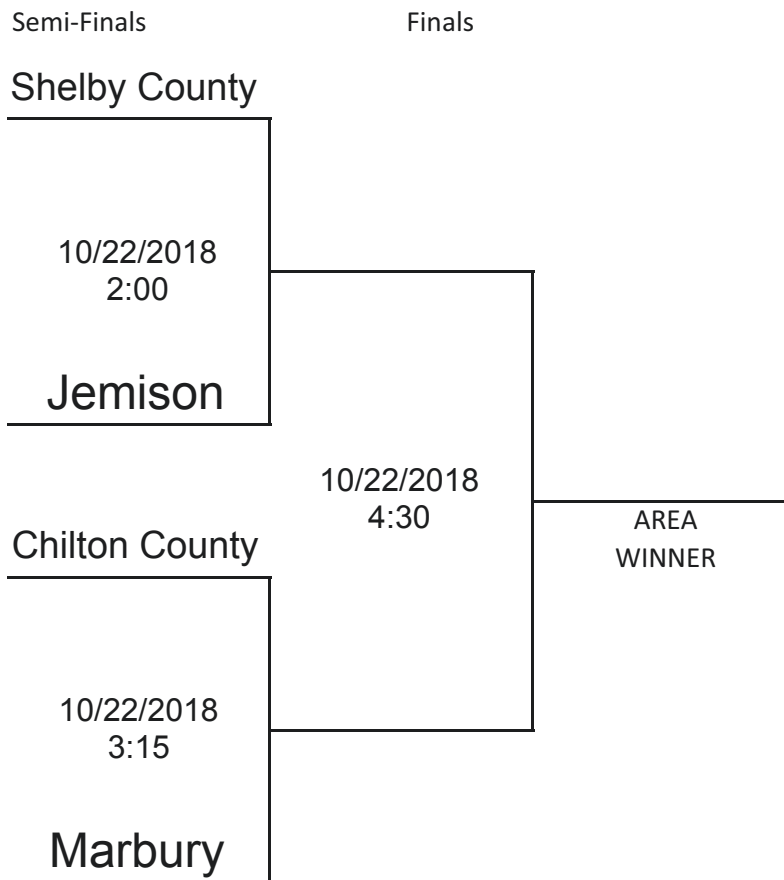 Semi-Finals
Finals
Shelby County
10/22/2018
2:00
Jemison
10/22/2018
4:30
AREA
WINNER
Chilton County
10/22/2018
3:15
Marbury